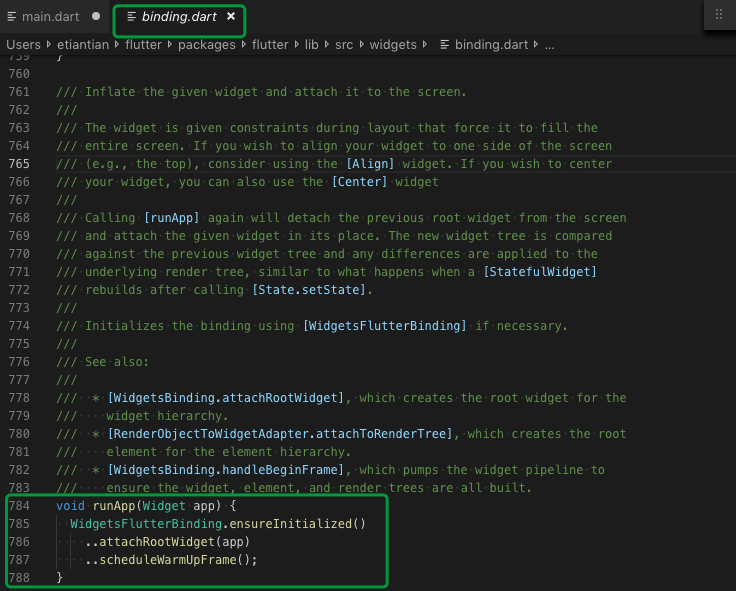 main.dart
binding.dart
Users etiantian flutter packages flutter lib src widgets binding.dart ...
739 }
760
761 /// Inflate the given widget and attach it to the screen.
762 ///
763 /// The widget is given constraints during layout that force it to fill the
764 /// entire screen. If you wish to align your widget to one side of the screen
765 /// (e.g., the top), consider using the [Align] widget. If you wish to center
766 /// your widget, you can also use the [Center] widget
767 ///
768 /// Calling [runApp] again will detach the previous root widget from the screen
769 /// and attach the given widget in its place. The new widget tree is compared
770 /// against the previous widget tree and any differences are applied to the
771 /// underlying render tree, similar to what happens when a [StatefulWidget]
772 /// rebuilds after calling [State.setState].
773 ///
774 /// Initializes the binding using [WidgetsFlutterBinding] if necessary.
775 ///
776 /// See also:
777 ///
778 /// * [WidgetsBinding.attachRootWidget], which creates the root widget for the
779 /// widget hierarchy.
780 /// * [RenderObjectToWidgetAdapter.attachToRenderTree], which creates the root
781 /// element for the element hierarchy.
782 /// * [WidgetsBinding.handleBeginFrame], which pumps the widget pipeline to
783 /// ensure the widget, element, and render trees are all built.
784 void runApp(Widget app) {
785 WidgetsFlutterBinding.ensureInitialized()
786 ..attachRootWidget(app)
787 ..scheduleWarmUpFrame();
788 }